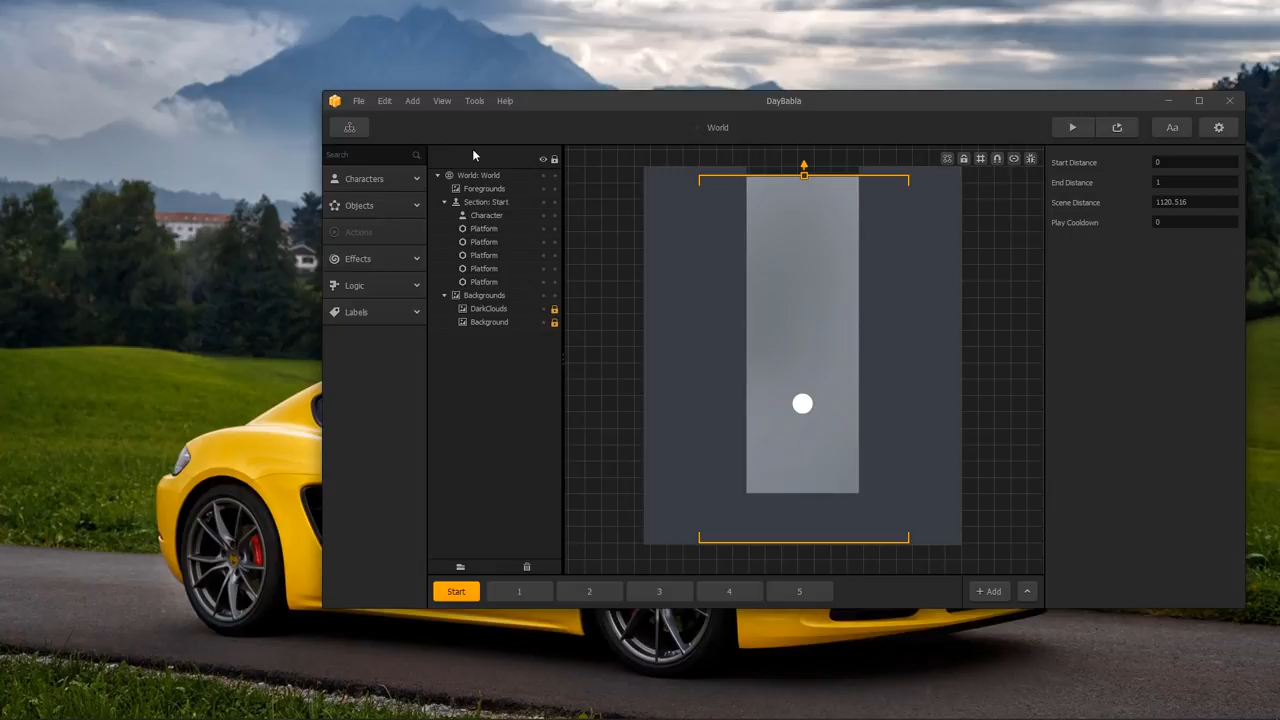 File Edit Add View Tools Help DayBabla
World Aa
Search
Characters
Objects
Actions
Effects
Logic
Labels
World: World
Foregrounds
Section: Start
Character
Platform
Platform
Platform
Platform
Platform
Backgrounds
DarkClouds
Background
Start Distance 0
End Distance 1
Scene Distance 1120.516
Play Cooldown 0
Start 1 2 3 4 5 + Add